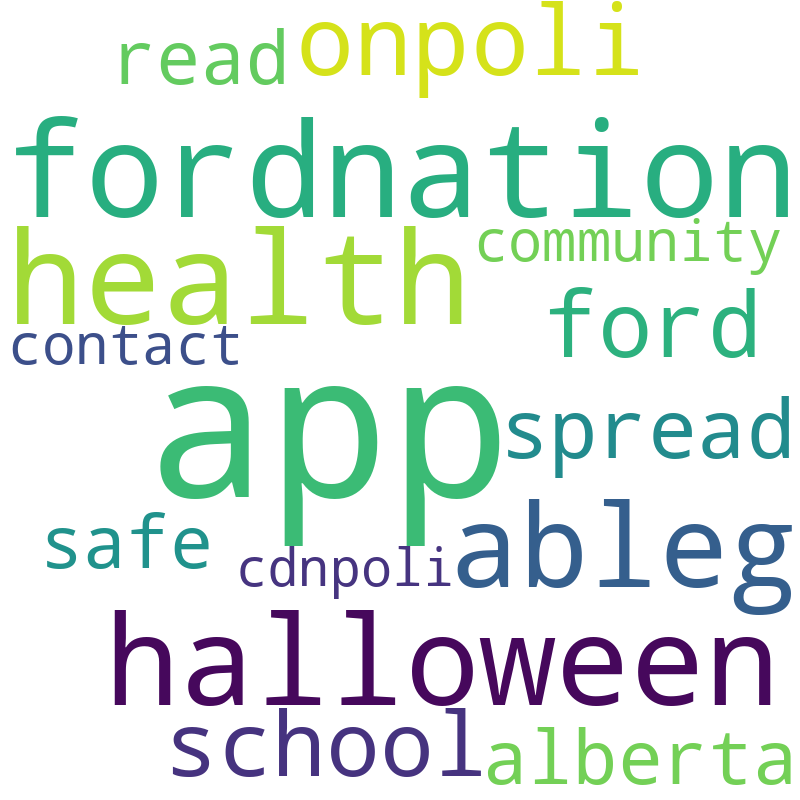 read onpoli
fordnation
health community
contact ford
app spread
safe cdnpoli ableg
halloween
school alberta